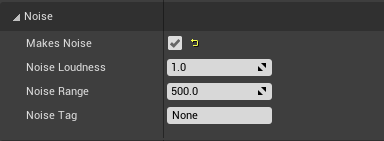 Noise
Makes Noise
Noise Loudness 1.0
Noise Range 500.0
Noise Tag None